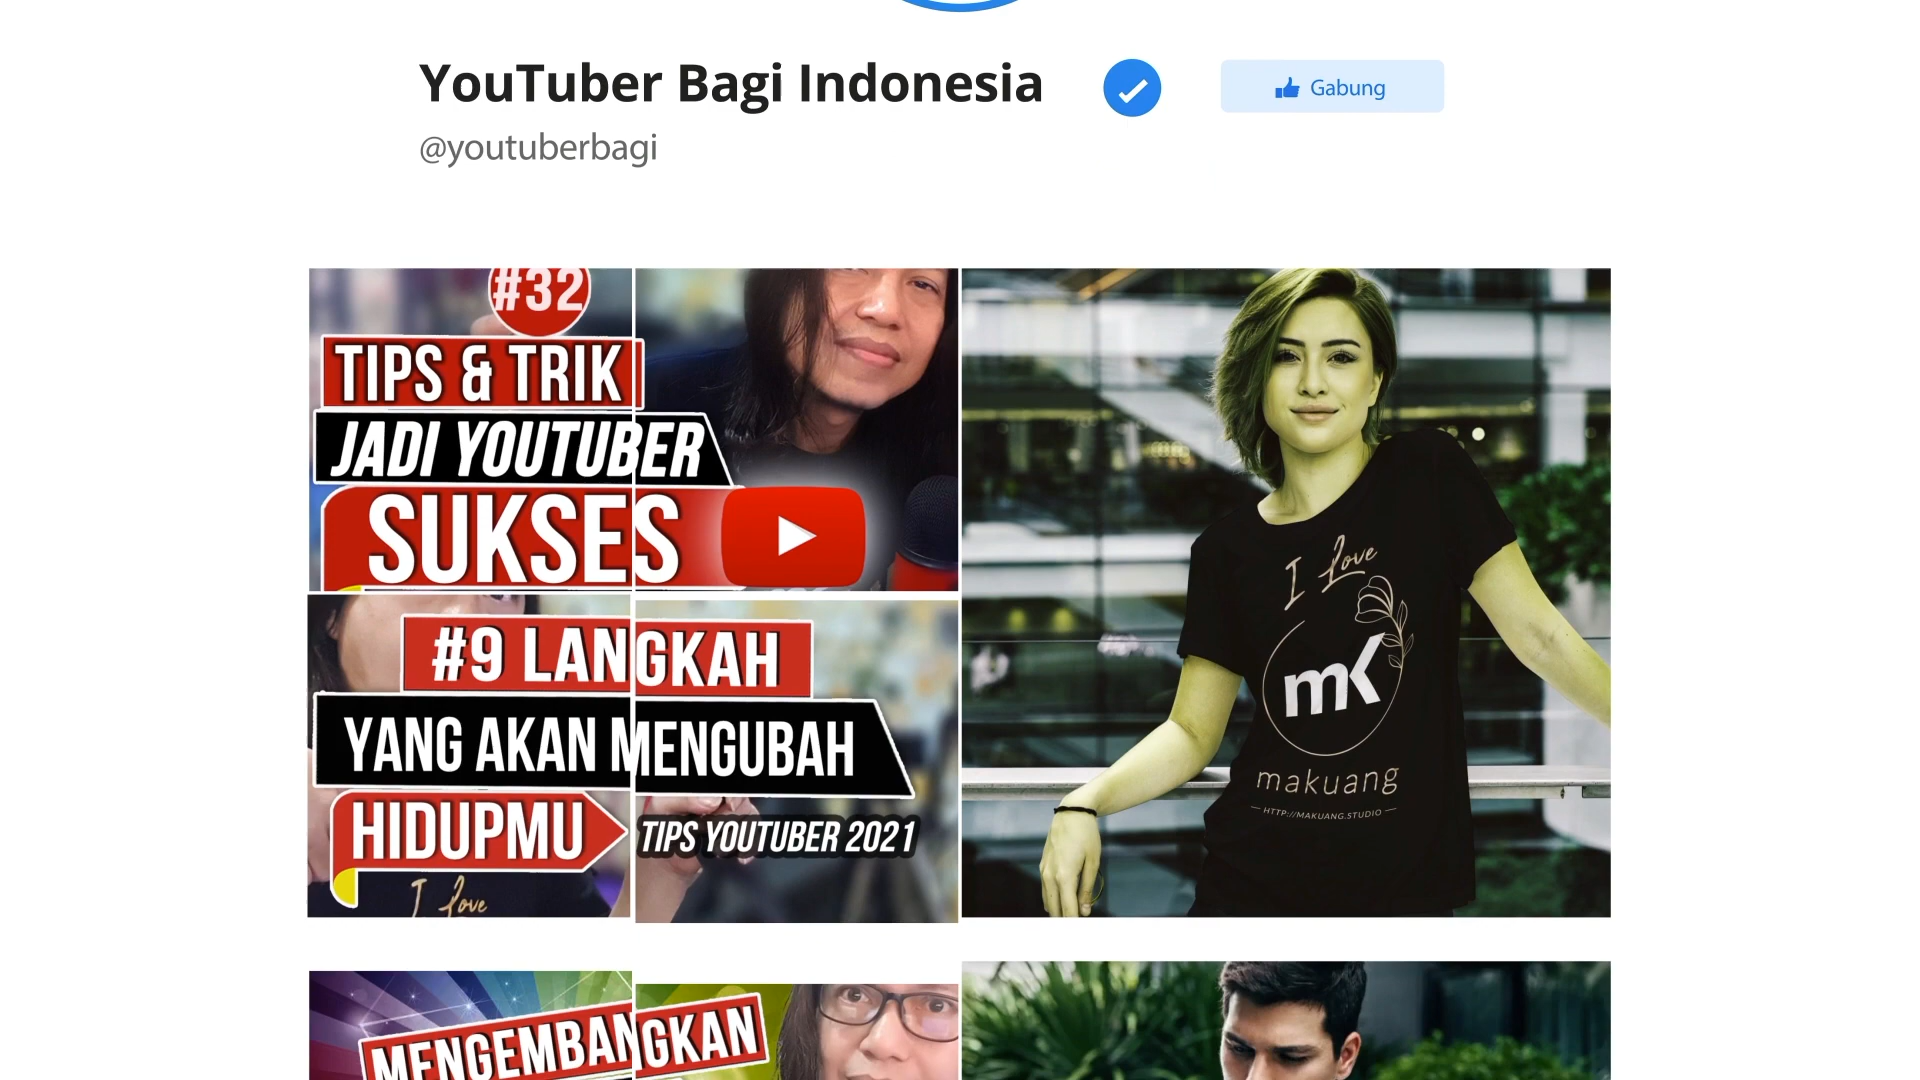 YouTuber Bagi Indonesia
Gabung
@youtuberbagi
#32
TIPS & TRIK
JADI YOUTUBER
SUKSES
#9 LANGKAH
YANG AKAN MENGUBAH
HIDUPMU
TIPS YOUTUBER 2021
I Love
I Love
mk
makuang
HTTP://MAKUANG.STUDIO
MENGEMBANGKAN